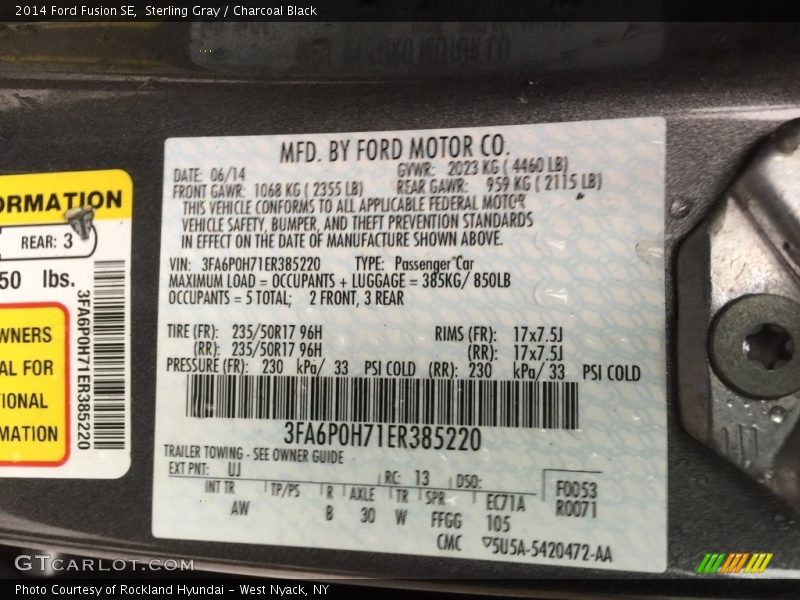 2014 Ford Fusion SE, Sterling Gray / Charcoal Black
MFD. BY FORD MOTOR CO.
DATE: 06/14 GVWR: 2023 KG ( 4460 LB)
FRONT GAWR: 1068 KG ( 2355 LB) REAR GAWR: 959 KG ( 2115 LB)
THIS VEHICLE CONFORMS TO ALL APPLICABLE FEDERAL MOTOR
VEHICLE SAFETY, BUMPER, AND THEFT PREVENTION STANDARDS
IN EFFECT ON THE DATE OF MANUFACTURE SHOWN ABOVE.
VIN: 3FA6P0H71ER385220 TYPE: Passenger Car
MAXIMUM LOAD = OCCUPANTS + LUGGAGE = 385KG/ 850LB
OCCUPANTS = 5 TOTAL; 2 FRONT, 3 REAR
TIRE (FR): 235/50R17 96H RIMS (FR): 17x7.5J
(RR): 235/50R17 96H (RR): 17x7.5J
PRESSURE (FR): 230 kPa/ 33 PSI COLD (RR): 230 kPa/ 33 PSI COLD
3FA6P0H71ER385220
TRAILER TOWING - SEE OWNER GUIDE
EXT PNT: UJ RC: 13 DSO:
INT TR TP/PS R AXLE TR SPR EC71A F0053
AW B 30 W FFGG 105 R0071
CMC 5U5A-5420472-AA
ORMATION
REAR: 3
50 lbs.
3FA6P0H71ER385220
WNERS
AL FOR
TIONAL
MATION
GTCARLOT.COM
Photo Courtesy of Rockland Hyundai - West Nyack, NY